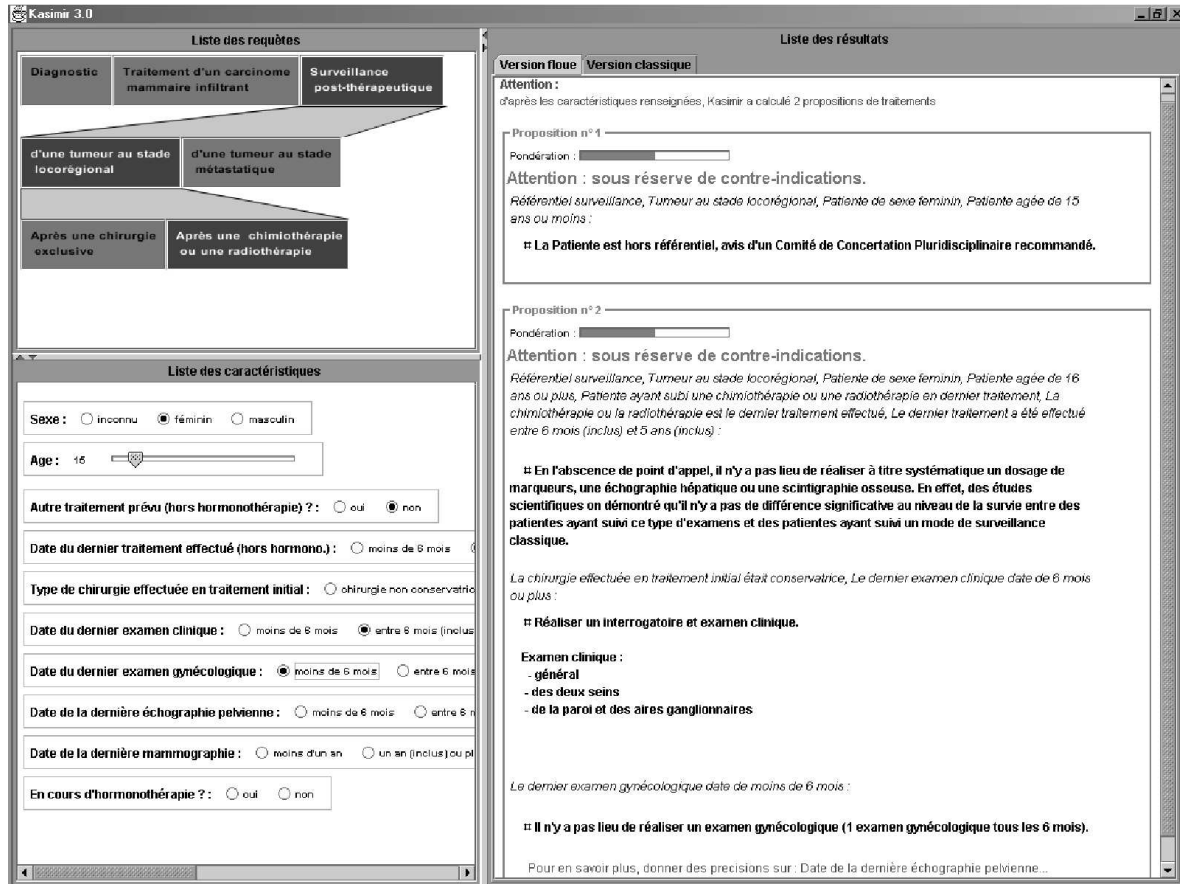 Kasimir 3.0
Liste des requêtes
Diagnostic
Traitement d'un carcinome
mammaire infiltrant
Surveillance
post-thérapeutique
d'une tumeur au stade
locorégional
d'une tumeur au stade
métastatique
Après une chirurgie
exclusive
Après une chimiothérapie
ou une radiothérapie
Liste des caractéristiques
Sexe : inconnu féminin masculin
Age : 15
Autre traitement prévu (hors hormonothérapie) ? : oui non
Date du dernier traitement effectué (hors hormono.) : moins de 6 mois
Type de chirurgie effectuée en traitement initial : chirurgie non conservatric
Date du dernier examen clinique : moins de 6 mois entre 6 mois (inclus
Date du dernier examen gynécologique : moins de 6 mois entre 6 mois
Date de la dernière échographie pelvienne : moins de 6 mois entre 6 n
Date de la dernière mammographie : moins d'un an un an (inclus) ou pl
En cours d'hormonothérapie ? : oui non
Liste des résultats
Version floue Version classique
Attention :
d'après les caractéristiques renseignées, Kasimir a calculé 2 propositions de traitements
Proposition n°1
Pondération :
Attention : sous réserve de contre-indications.
Référentiel surveillance, Tumeur au stade locorégional, Patiente de sexe feminin, Patiente agée de 15
ans ou moins :
¤ La Patiente est hors référentiel, avis d'un Comité de Concertation Pluridisciplinaire recommandé.
Proposition n°2
Pondération :
Attention : sous réserve de contre-indications.
Référentiel surveillance, Tumeur au stade locorégional, Patiente de sexe feminin, Patiente agée de 16
ans ou plus, Patiente ayant subi une chimiothérapie ou une radiothérapie en dernier traitement, La
chimiothérapie ou la radiothérapie est le dernier traitement effectué, Le dernier traitement a été effectué
entre 6 mois (inclus) et 5 ans (inclus) :
¤ En l'abscence de point d'appel, il n'y a pas lieu de réaliser à titre systématique un dosage de
marqueurs, une échographie hépatique ou une scintigraphie osseuse. En effet, des études
scientifiques on démontré qu'il n'y a pas de différence significative au niveau de la survie entre des
patientes ayant suivi ce type d'examens et des patientes ayant suivi un mode de surveillance
classique.
La chirurgie effectuée en traitement initial était conservatrice, Le dernier examen clinique date de 6 mois
ou plus :
¤ Réaliser un interrogatoire et examen clinique.
Examen clinique :
- général
- des deux seins
- de la paroi et des aires ganglionnaires
Le dernier examen gynécologique date de moins de 6 mois :
¤ Il n'y a pas lieu de réaliser un examen gynécologique (1 examen gynécologique tous les 6 mois).
Pour en savoir plus, donner des precisions sur : Date de la dernière échographie pelvienne...